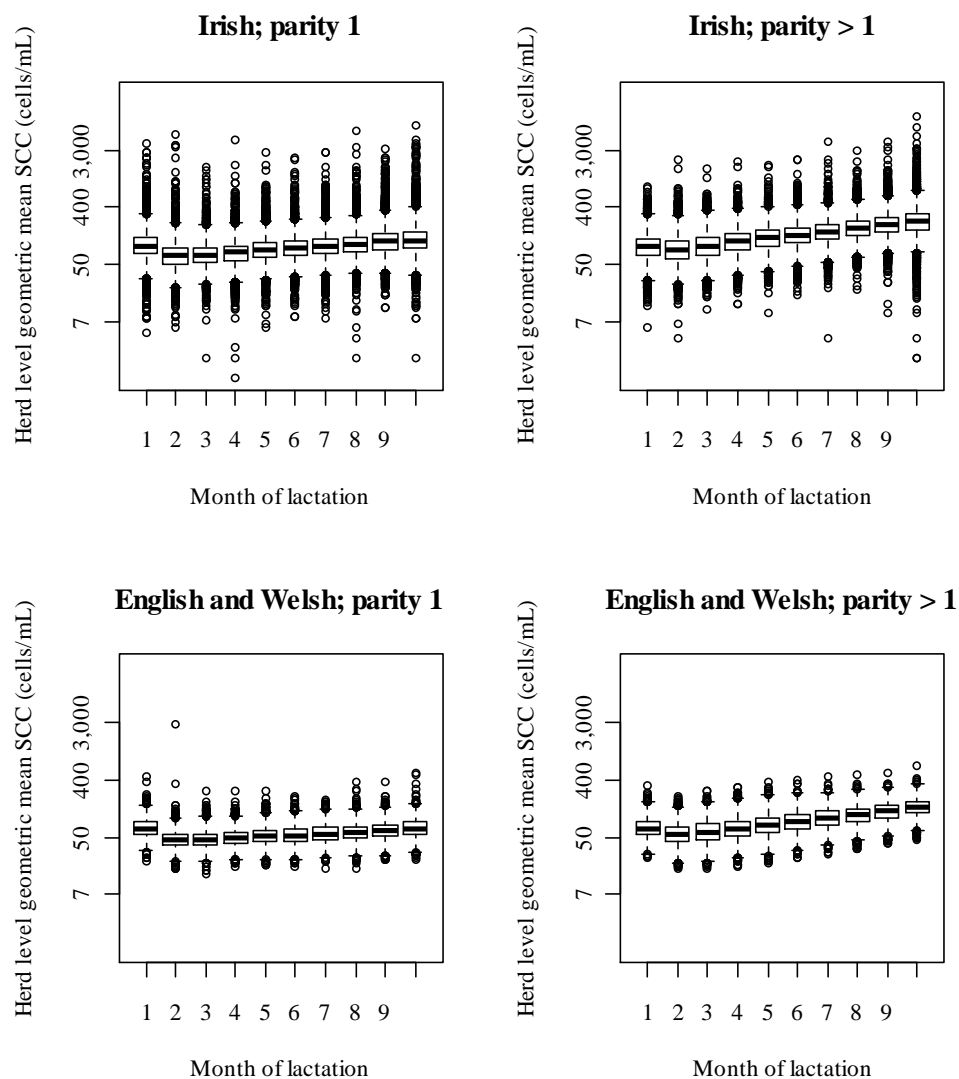 Irish; parity 1
Herd level geometric mean SCC (cells/mL)
3,000
400
50
7
1 2 3 4 5 6 7 8 9
Month of lactation
Irish; parity > 1
Herd level geometric mean SCC (cells/mL)
3,000
400
50
7
1 2 3 4 5 6 7 8 9
Month of lactation
English and Welsh; parity 1
Herd level geometric mean SCC (cells/mL)
3,000
400
50
7
1 2 3 4 5 6 7 8 9
Month of lactation
English and Welsh; parity > 1
Herd level geometric mean SCC (cells/mL)
3,000
400
50
7
1 2 3 4 5 6 7 8 9
Month of lactation